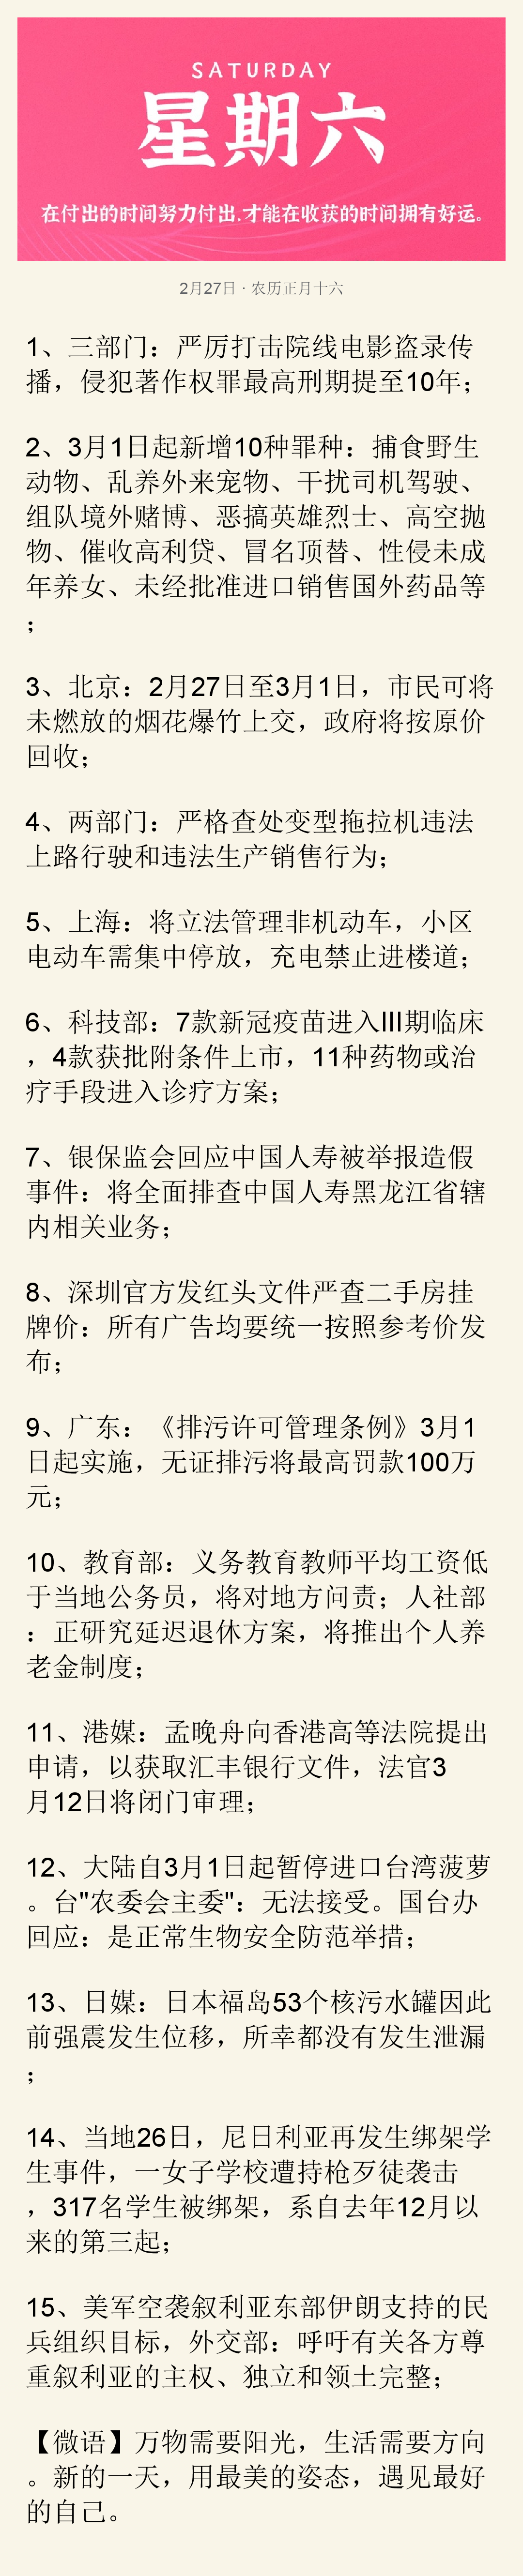 SATURDAY
星期六
在付出的时间努力付出.才能在收获的时间拥有好运。
2月27日 · 农历正月十六
1、三部门：严厉打击院线电影盗录传
播，侵犯著作权罪最高刑期提至10年；
2、3月1日起新增10种罪种：捕食野生
动物、乱养外来宠物、干扰司机驾驶、
组队境外赌博、恶搞英雄烈士、高空抛
物、催收高利贷、冒名顶替、性侵未成
年养女、未经批准进口销售国外药品等
；
3、北京：2月27日至3月1日，市民可将
未燃放的烟花爆竹上交，政府将按原价
回收；
4、两部门：严格查处变型拖拉机违法
上路行驶和违法生产销售行为；
5、上海：将立法管理非机动车，小区
电动车需集中停放，充电禁止进楼道；
6、科技部：7款新冠疫苗进入III期临床
，4款获批附条件上市，11种药物或治
疗手段进入诊疗方案；
7、银保监会回应中国人寿被举报造假
事件：将全面排查中国人寿黑龙江省辖
内相关业务；
8、深圳官方发红头文件严查二手房挂
牌价：所有广告均要统一按照参考价发
布；
9、广东：《排污许可管理条例》3月1
日起实施，无证排污将最高罚款100万
元；
10、教育部：义务教育教师平均工资低
于当地公务员，将对地方问责；人社部
：正研究延迟退休方案，将推出个人养
老金制度；
11、港媒：孟晚舟向香港高等法院提出
申请，以获取汇丰银行文件，法官3
月12日将闭门审理；
12、大陆自3月1日起暂停进口台湾菠萝
。台"农委会主委"：无法接受。国台办
回应：是正常生物安全防范举措；
13、日媒：日本福岛53个核污水罐因此
前强震发生位移，所幸都没有发生泄漏
；
14、当地26日，尼日利亚再发生绑架学
生事件，一女子学校遭持枪歹徒袭击
，317名学生被绑架，系自去年12月以
来的第三起；
15、美军空袭叙利亚东部伊朗支持的民
兵组织目标，外交部：呼吁有关各方尊
重叙利亚的主权、独立和领土完整；
【微语】万物需要阳光，生活需要方向
。新的一天，用最美的姿态，遇见最好
的自己。